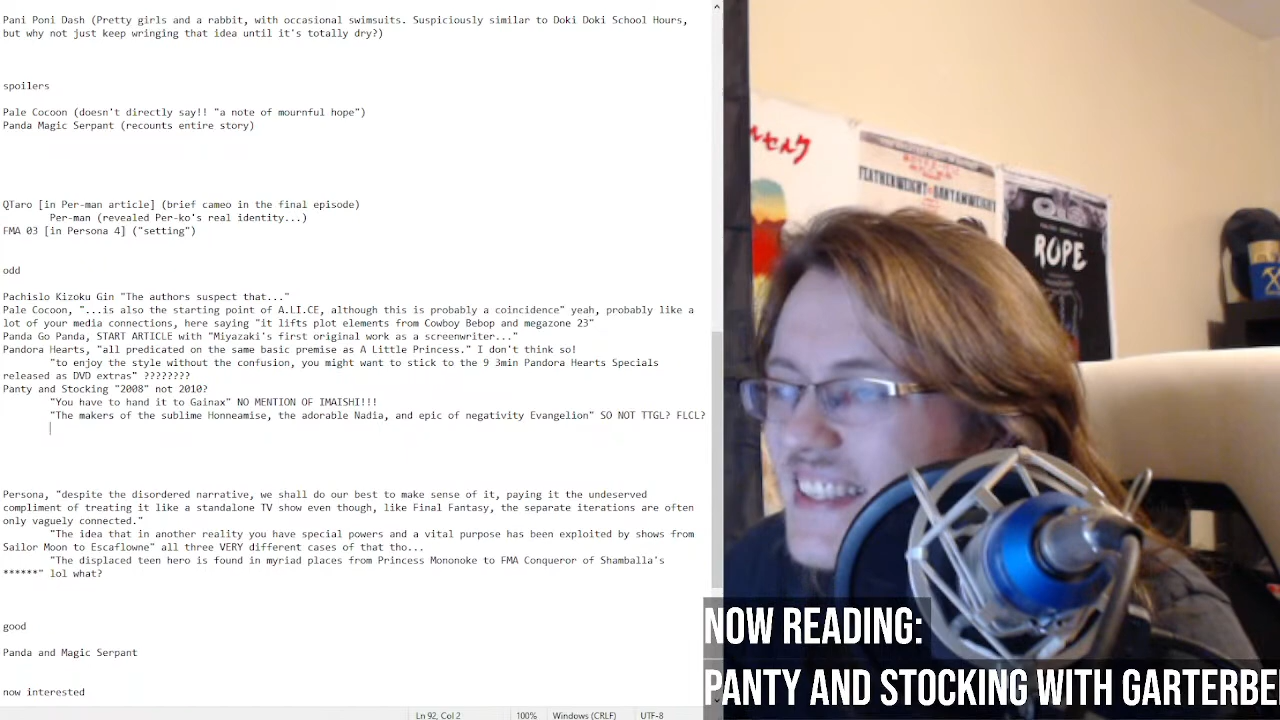 Pani Poni Dash (Pretty girls and a rabbit, with occasional swimsuits. Suspiciously similar to Doki Doki School Hours,
but why not just keep wringing that idea until it's totally dry?)
spoilers
Pale Cocoon (doesn't directly say!! "a note of mournful hope")
Panda Magic Serpant (recounts entire story)
QTaro [in Per-man article] (brief cameo in the final episode)
Per-man (revealed Per-ko's real identity...)
FMA 03 [in Persona 4] ("setting")
odd
Pachislo Kizoku Gin "The authors suspect that..."
Pale Cocoon, "...is also the starting point of A.LI.CE, although this is probably a coincidence" yeah, probably like a
lot of your media connections, here saying "it lifts plot elements from Cowboy Bebop and megazone 23"
Panda Go Panda, START ARTICLE with "Miyazaki's first original work as a screenwriter..."
Pandora Hearts, "all predicated on the same basic premise as A Little Princess." I don't think so!
"to enjoy the style without the confusion, you might want to stick to the 9 3min Pandora Hearts Specials
released as DVD extras" ????????
Panty and Stocking "2008" not 2010?
"You have to hand it to Gainax" NO MENTION OF IMAISHI!!!
"The makers of the sublime Honneamise, the adorable Nadia, and epic of negativity Evangelion" SO NOT TTGL? FLCL?
Persona, "despite the disordered narrative, we shall do our best to make sense of it, paying it the undeserved
compliment of treating it like a standalone TV show even though, like Final Fantasy, the separate iterations are often
only vaguely connected."
"The idea that in another reality you have special powers and a vital purpose has been exploited by shows from
Sailor Moon to Escaflowne" all three VERY different cases of that tho...
"The displaced teen hero is found in myriad places from Princess Mononoke to FMA Conqueror of Shamballa's
******" lol what?
good
Panda and Magic Serpant
now interested
Ln 92, Col 2 100% Windows (CRLF) UTF-8
ルセルク
FEATHERWEIGHT BANTAMWEIGHT
ROPE
NOW READING:
PANTY AND STOCKING WITH GARTERBE